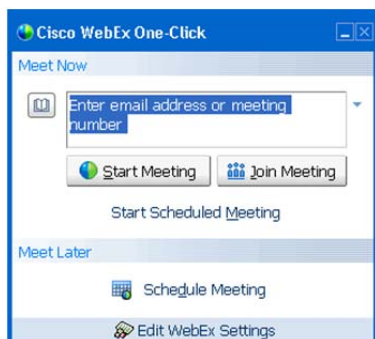 Cisco WebEx One-Click
Meet Now
Enter email address or meeting
number
Start Meeting Join Meeting
Start Scheduled Meeting
Meet Later
Schedule Meeting
Edit WebEx Settings